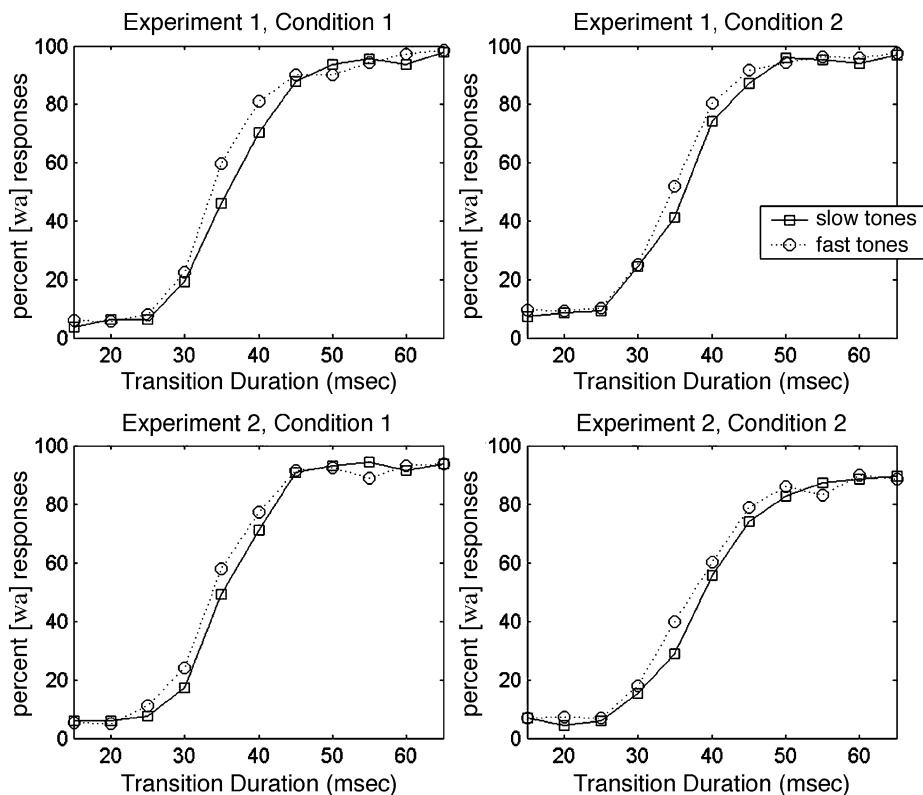 Experiment 1, Condition 1
percent [wa] responses
100
80
60
40
20
0
20 30 40 50 60
Transition Duration (msec)
Experiment 1, Condition 2
percent [wa] responses
100
80
60
40
20
0
20 30 40 50 60
Transition Duration (msec)
slow tones
fast tones
Experiment 2, Condition 1
percent [wa] responses
100
80
60
40
20
0
20 30 40 50 60
Transition Duration (msec)
Experiment 2, Condition 2
percent [wa] responses
100
80
60
40
20
0
20 30 40 50 60
Transition Duration (msec)